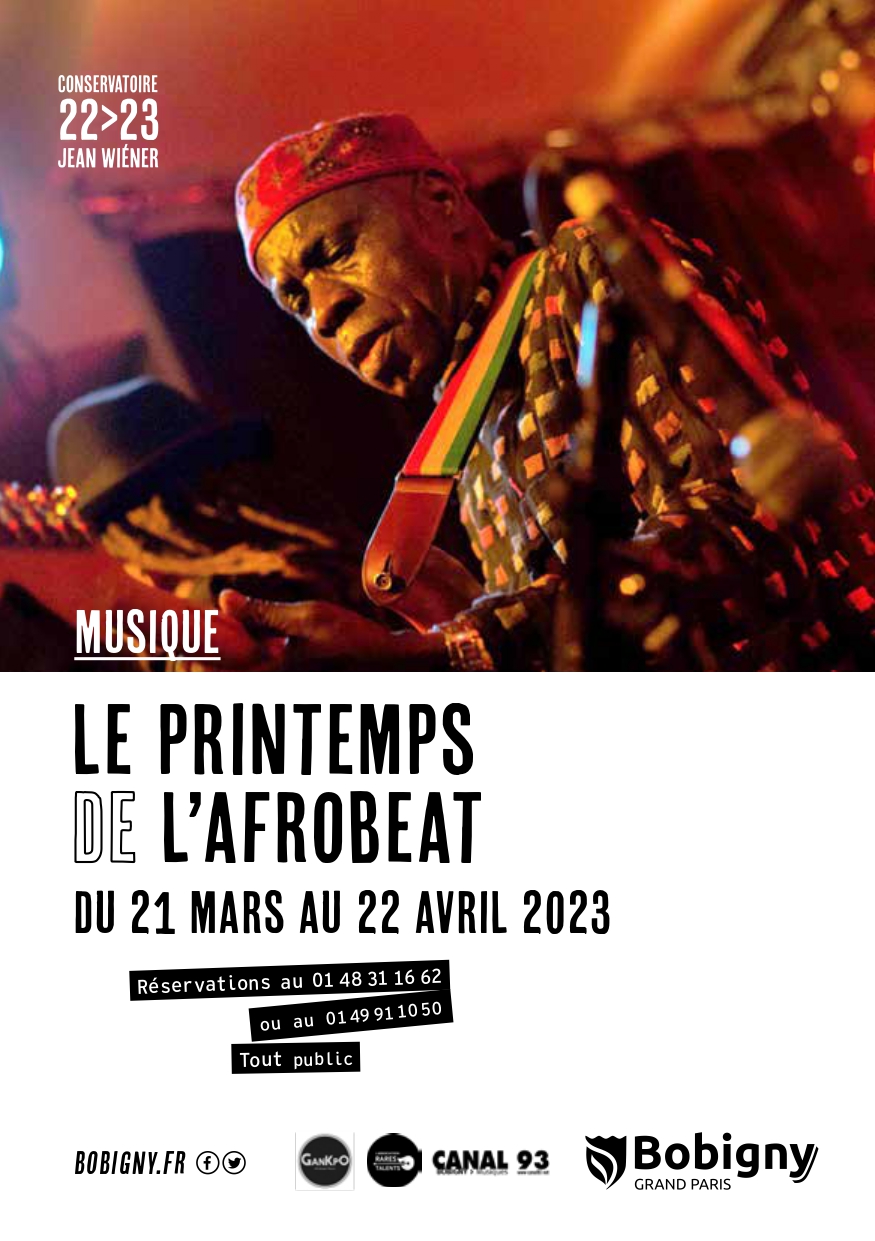 CONSERVATOIRE
22>23
JEAN WIÉNER
MUSIQUE
LE PRINTEMPS
DE L’AFROBEAT
DU 21 MARS AU 22 AVRIL 2023
Réservations au 01 48 31 16 62
ou au 01 49 91 10 50
Tout public
BOBIGNY.FR
GANKPO
RARES
TALENTS
CANAL 93
BOBIGNY Musiques
Bobigny
GRAND PARIS